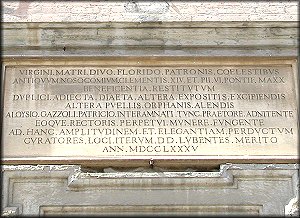 VIRGINI. MATRI. DIVO. FLORIDO. PATRONIS. COELESTIBUS
ANTIQVVM. NOSOCOMIVM. CLEMENTIS. XIV. ET. PII. VI. PONTIF. MAXX
BENEFICENTIA. RESTITVTVM
DVPLICI. ADIECTA. DIAETA. ALTERA. EXPOSITIS. EXCIPIENDIS
ALTERA. PVELLIS. ORPHANIS. ALENDIS
ALOYSIO. GAZZOLI. PATRICIO. INTERAMNATI. TVNC. PRAETORE. ADNITENTE
EOQVE. RECTORIS. PERPETVI. MVNERE. FVNGENTE
AD. HANC. AMPLITVDINEM. ET. ELEGANTIAM. PERDVCTVM
CVRATORES. LOCI. ITERVM. DD. LVBENTES. MERITO
ANN. MDCCLXXXV